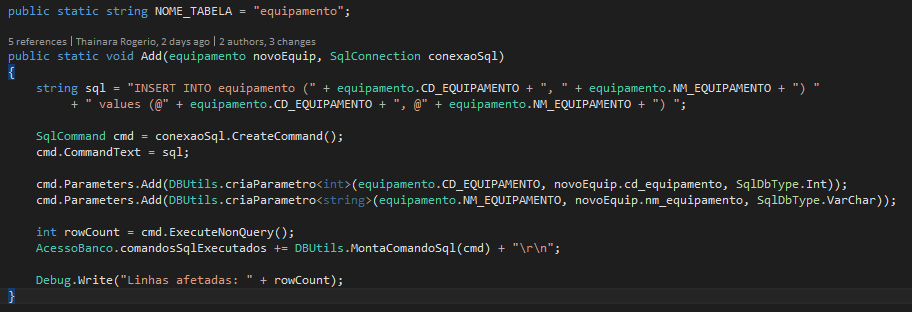 public static string NOME_TABELA = "equipamento";
5 references | Thainara Rogerio, 2 days ago | 2 authors, 3 changes
public static void Add(equipamento novoEquip, SqlConnection conexaoSql)
{
string sql = "INSERT INTO equipamento (" + equipamento.CD_EQUIPAMENTO + ", " + equipamento.NM_EQUIPAMENTO + ") "
+ " values (@" + equipamento.CD_EQUIPAMENTO + ", @" + equipamento.NM_EQUIPAMENTO + ") ";
SqlCommand cmd = conexaoSql.CreateCommand();
cmd.CommandText = sql;
cmd.Parameters.Add(DBUtils.criaParametro<int>(equipamento.CD_EQUIPAMENTO, novoEquip.cd_equipamento, SqlDbType.Int));
cmd.Parameters.Add(DBUtils.criaParametro<string>(equipamento.NM_EQUIPAMENTO, novoEquip.nm_equipamento, SqlDbType.VarChar));
int rowCount = cmd.ExecuteNonQuery();
AcessoBanco.comandosSqlExecutados += DBUtils.MontaComandoSql(cmd) + "\r\n";
Debug.Write("Linhas afetadas: " + rowCount);
}